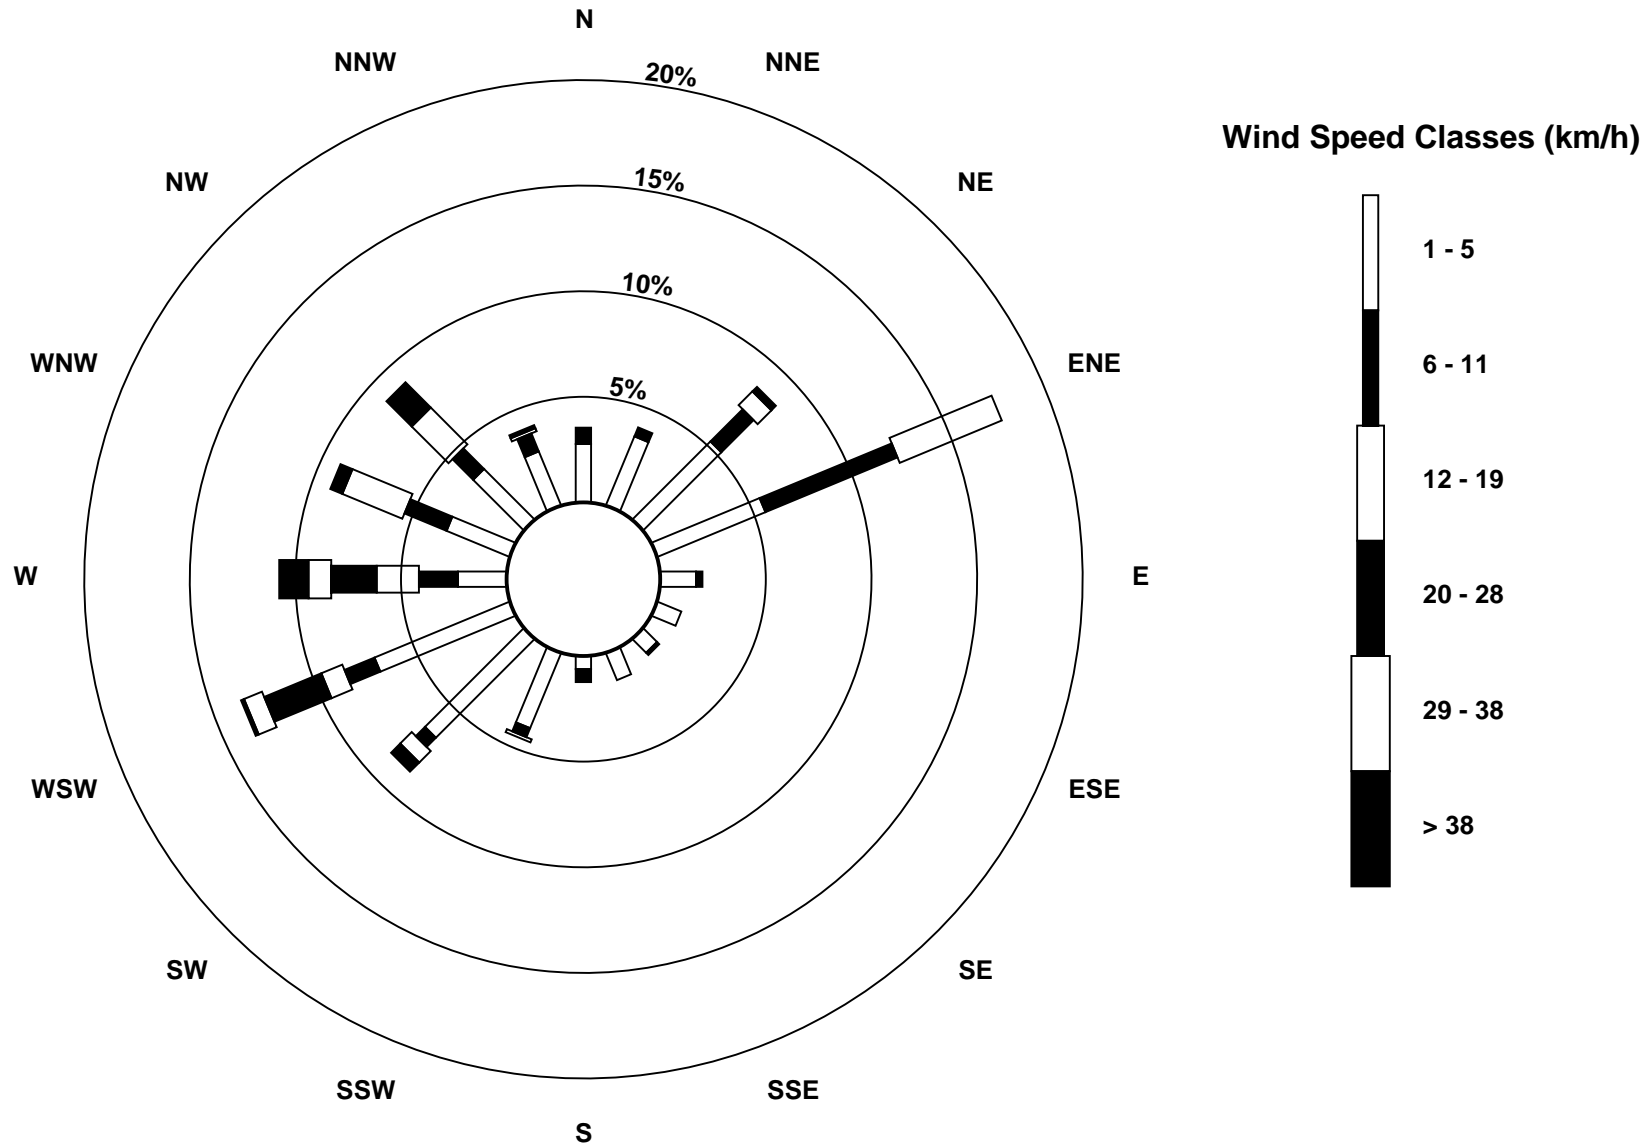 N
NNW
NNE
20%
Wind Speed Classes (km/h)
NW
15%
NE
1 - 5
10%
WNW
ENE
6 - 11
5%
12 - 19
W
E
20 - 28
29 - 38
WSW
ESE
> 38
SW
SE
SSW
SSE
S